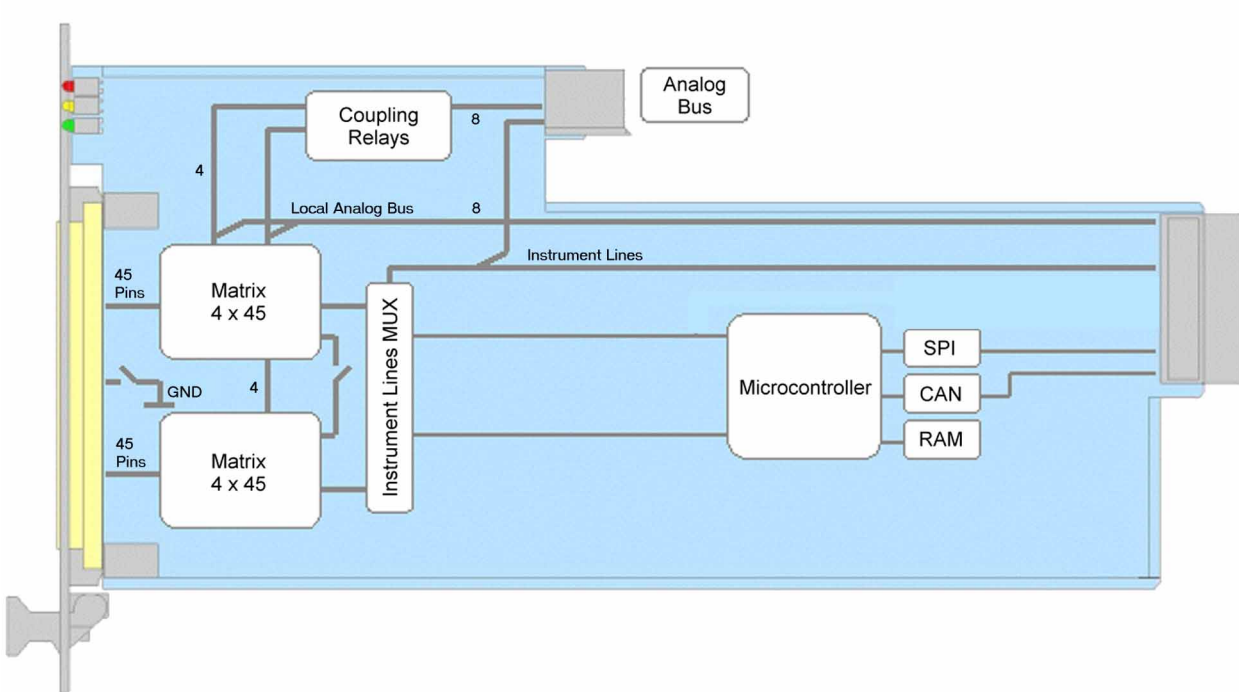 Analog
Bus
Coupling
Relays
8
4
Local Analog Bus
8
Instrument Lines
45
Pins
Matrix
4 x 45
Instrument Lines MUX
SPI
Microcontroller
CAN
GND
4
RAM
45
Pins
Matrix
4 x 45